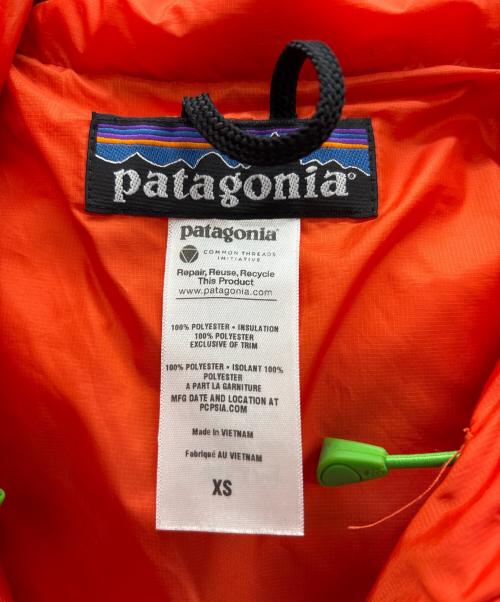 patagonia®
patagonia®
COMMON THREADS
INITIATIVE
Repair, Reuse, Recycle
This Product
www.patagonia.com
100% POLYESTER • INSULATION
100% POLYESTER
EXCLUSIVE OF TRIM
100% POLYESTER • ISOLANT 100%
POLYESTER
A PART LA GARNITURE
MFG DATE AND LOCATION AT
PCPSIA.COM
Made in VIETNAM
Fabriqué AU VIETNAM
XS